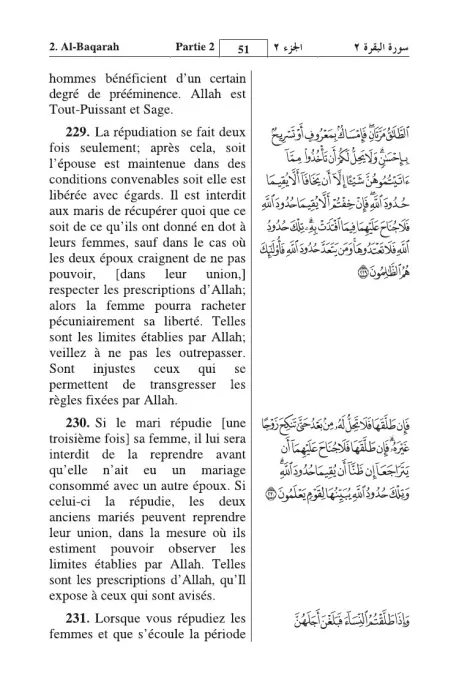 2. Al-Baqarah Partie 2 51 الجزء ٢ سورة البقرة ٢
hommes bénéficient d'un certain
degré de prééminence. Allah est
Tout-Puissant et Sage.
229. La répudiation se fait deux
fois seulement; après cela, soit
l'épouse est maintenue dans des
conditions convenables soit elle est
libérée avec égards. Il est interdit
aux maris de récupérer quoi que ce
soit de ce qu'ils ont donné en dot à
leurs femmes, sauf dans le cas où
les deux époux craignent de ne pas
pouvoir, [dans leur union,]
respecter les prescriptions d'Allah;
alors la femme pourra racheter
pécuniairement sa liberté. Telles
sont les limites établies par Allah;
veillez à ne pas les outrepasser.
Sont injustes ceux qui se
permettent de transgresser les
règles fixées par Allah.
230. Si le mari répudie [une
troisième fois] sa femme, il lui sera
interdit de la reprendre avant
qu'elle n'ait eu un mariage
consommé avec un autre époux. Si
celui-ci la répudie, les deux
anciens mariés peuvent reprendre
leur union, dans la mesure où ils
estiment pouvoir observer les
limites établies par Allah. Telles
sont les prescriptions d'Allah, qu'Il
expose à ceux qui sont avisés.
231. Lorsque vous répudiez les
femmes et que s'écoule la période
ٱلطَّلَٰقُ مَرَّتَانِ فَإِمْسَاكٌۢ بِمَعْرُوفٍ أَوْ تَسْرِيحٌۢ
بِإِحْسَٰنٍ وَلَا يَحِلُّ لَكُمْ أَن تَأْخُذُوا۟ مِمَّآ
ءَاتَيْتُمُوهُنَّ شَيْـًٔا إِلَّآ أَن يَخَافَآ أَلَّا يُقِيمَا
حُدُودَ ٱللَّهِ فَإِنْ خِفْتُمْ أَلَّا يُقِيمَا حُدُودَ ٱللَّهِ
فَلَا جُنَاحَ عَلَيْهِمَا فِيمَا ٱفْتَدَتْ بِهِۦ تِلْكَ حُدُودُ
ٱللَّهِ فَلَا تَعْتَدُوهَا وَمَن يَتَعَدَّ حُدُودَ ٱللَّهِ فَأُو۟لَٰٓئِكَ
هُمُ ٱلظَّٰلِمُونَ ٢٢٩
فَإِن طَلَّقَهَا فَلَا تَحِلُّ لَهُۥ مِنۢ بَعْدُ حَتَّىٰ تَنكِحَ زَوْجًا
غَيْرَهُۥ فَإِن طَلَّقَهَا فَلَا جُنَاحَ عَلَيْهِمَآ أَن
يَتَرَاجَعَآ إِن ظَنَّآ أَن يُقِيمَا حُدُودَ ٱللَّهِ
وَتِلْكَ حُدُودُ ٱللَّهِ يُبَيِّنُهَا لِقَوْمٍ يَعْلَمُونَ ٢٣٠
وَإِذَا طَلَّقْتُمُ ٱلنِّسَآءَ فَبَلَغْنَ أَجَلَهُنَّ